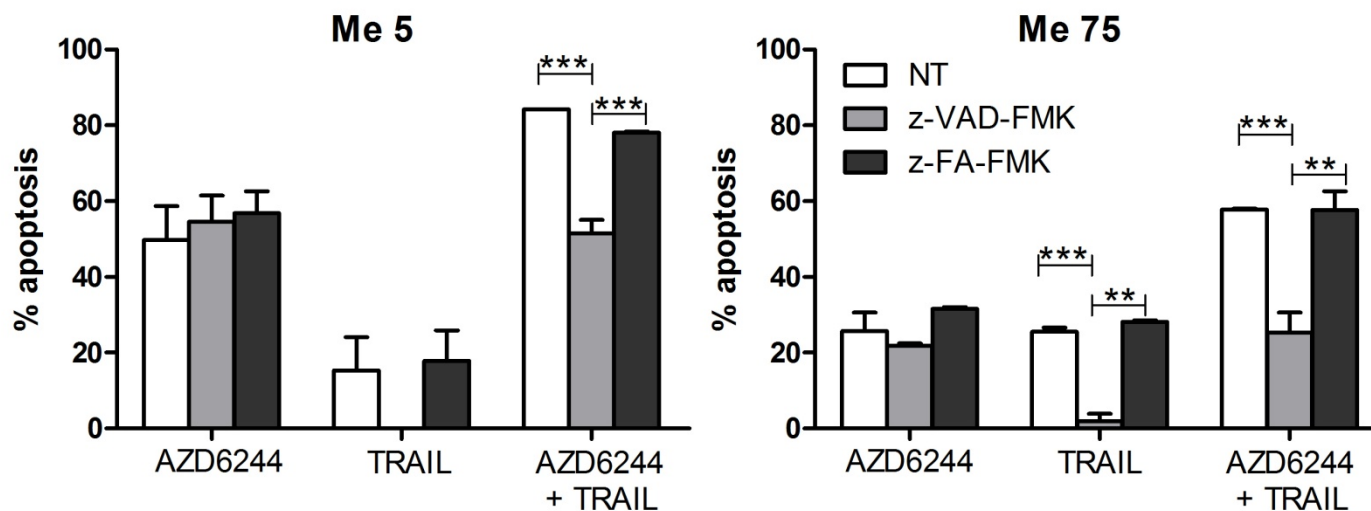 Me 5
% apoptosis
100
80
60
40
20
0
***
***
AZD6244
TRAIL
AZD6244
+ TRAIL
Me 75
% apoptosis
100
80
60
40
20
0
NT
z-VAD-FMK
z-FA-FMK
***
**
***
**
AZD6244
TRAIL
AZD6244
+ TRAIL